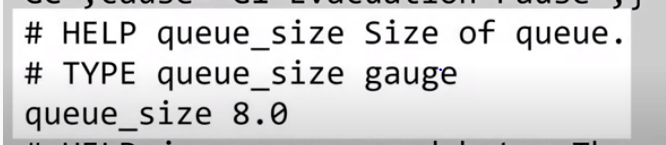 # HELP queue_size Size of queue.
# TYPE queue_size gauge
queue_size 8.0